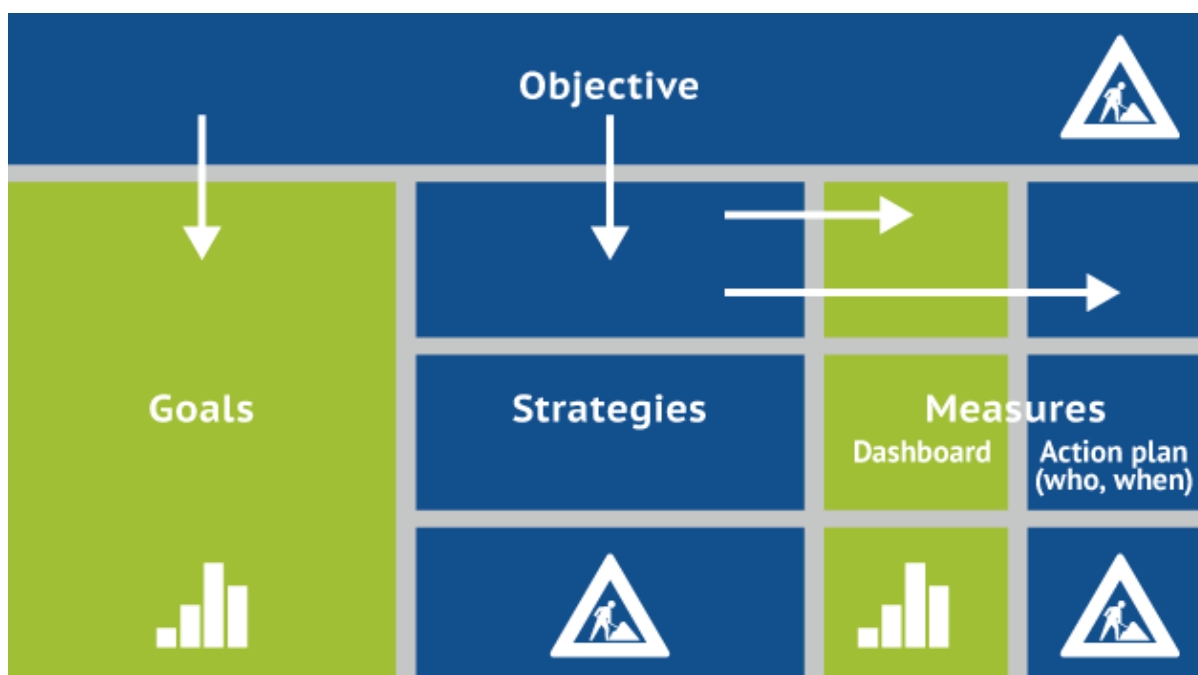 Objective
Goals
Strategies
Measures
Dashboard
Action plan
(who, when)